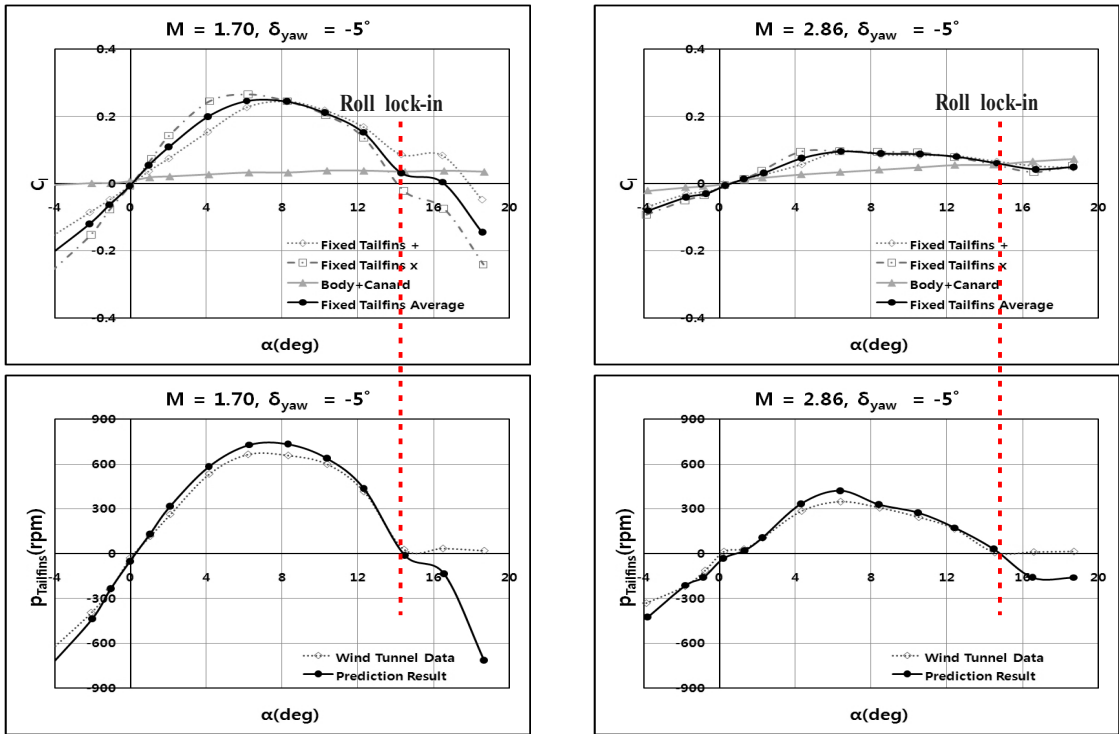 M = 1.70, δyaw = -5°
0.4
0.2
0
-0.2
-0.4
-4 0 4 8 12 16 20
Cl
α(deg)
Roll lock-in
Fixed Tailfins +
Fixed Tailfins x
Body+Canard
Fixed Tailfins Average
M = 2.86, δyaw = -5°
0.4
0.2
0
-0.2
-0.4
-4 0 4 8 12 16 20
Cl
α(deg)
Roll lock-in
Fixed Tailfins +
Fixed Tailfins x
Body+Canard
Fixed Tailfins Average
M = 1.70, δyaw = -5°
900
600
300
0
-300
-600
-900
-4 0 4 8 12 16 20
pTailfins(rpm)
α(deg)
Wind Tunnel Data
Prediction Result
M = 2.86, δyaw = -5°
900
600
300
0
-300
-600
-900
-4 0 4 8 12 16 20
pTailfins(rpm)
α(deg)
Wind Tunnel Data
Prediction Result